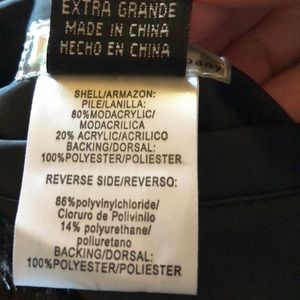 EXTRA GRANDE
MADE IN CHINA
HECHO EN CHINA
pany
SHELL/ARMAZON:
PILE/LANILLA:
80%MODACRYLIC/
MODACRILICA
20% ACRYLIC/ACRILICO
BACKING/DORSAL:
100%POLYESTER/POLIESTER
REVERSE SIDE/REVERSO:
86%polyvinylchloride/
Cloruro de Polivinilo
14% polyurethane/
poliuretano
BACKING/DORSAL:
100%POLYESTER/POLIESTER